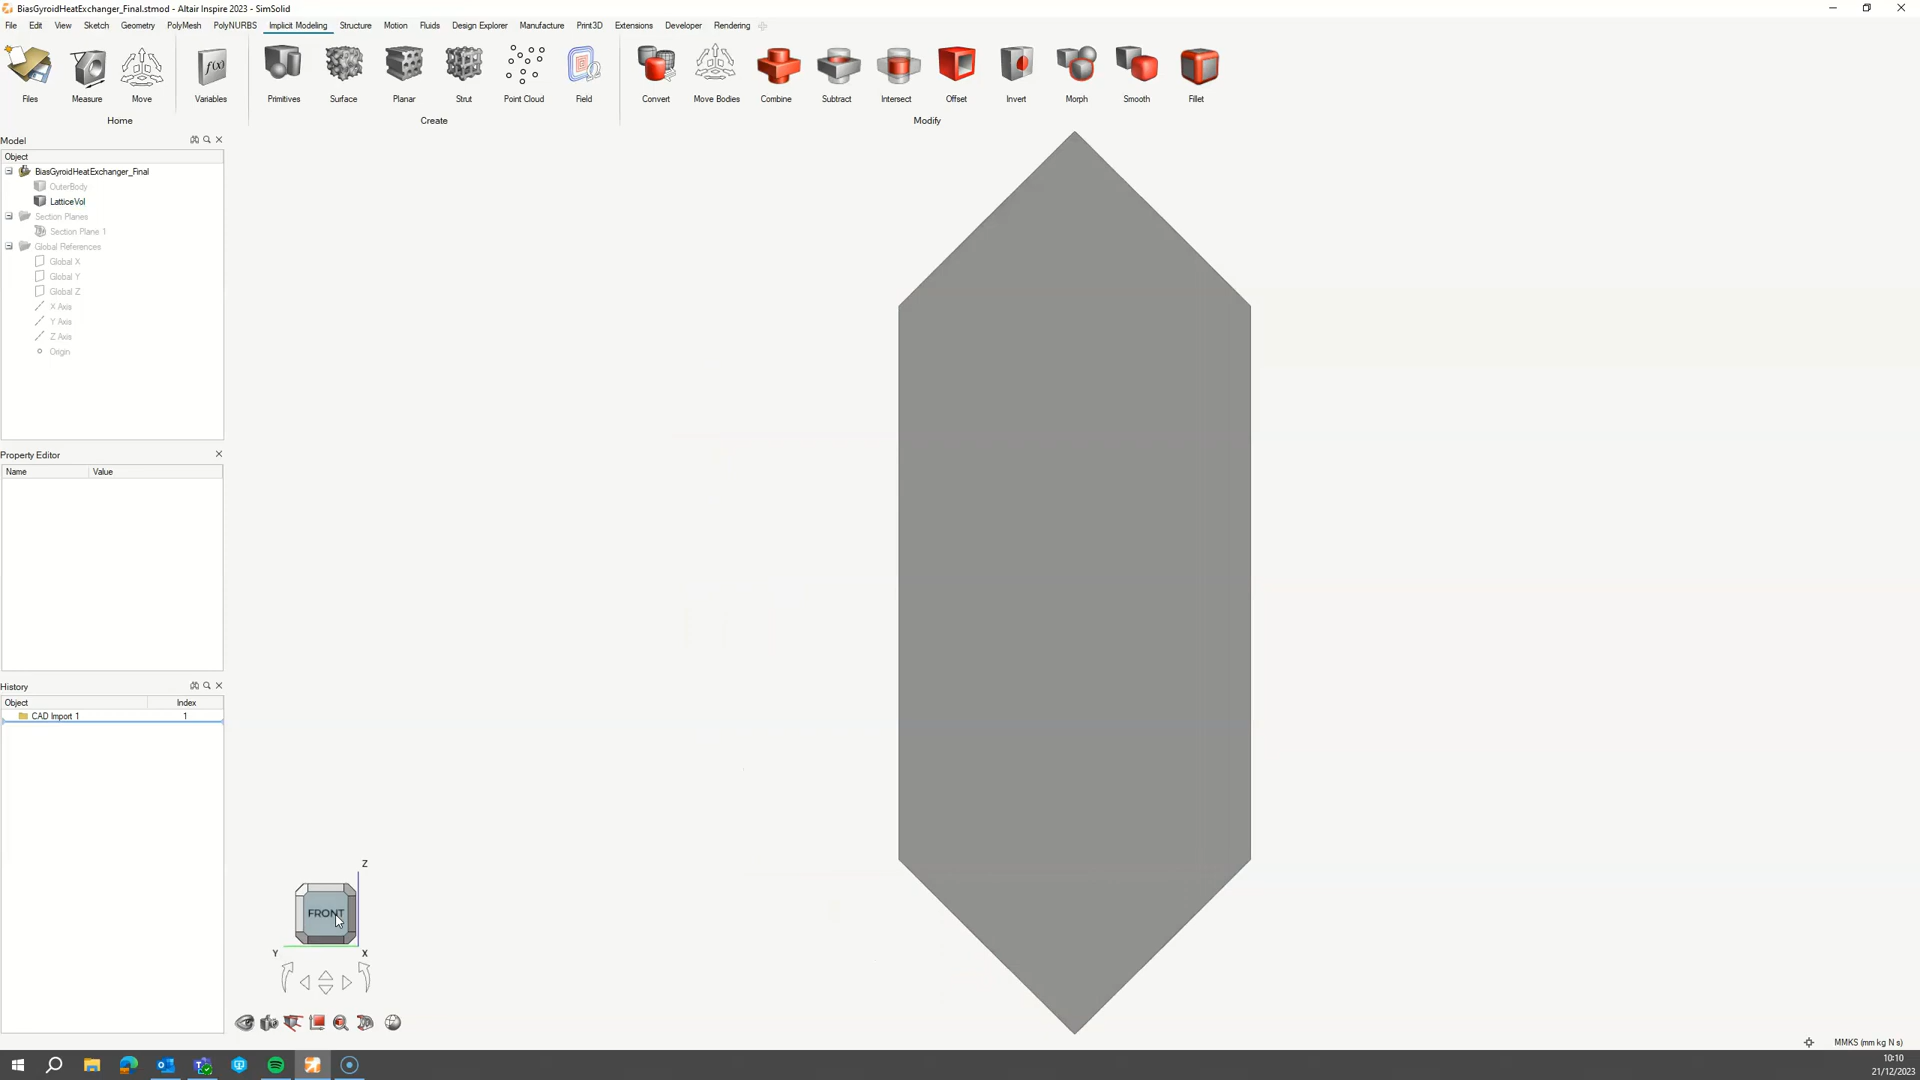 BiasGyroidHeatExchanger_Final.stmod - Altair Inspire 2023 - SimSolid
File Edit View Sketch Geometry PolyMesh PolyNURBS Implicit Modeling Structure Motion Fluids Design Explorer Manufacture Print3D Extensions Developer Rendering
f(x)
Files Measure Move Variables Primitives Surface Planar Strut Point Cloud Field Convert Move Bodies Combine Subtract Intersect Offset Invert Morph Smooth Fillet
Home Create Modify
Model
Object
BiasGyroidHeatExchanger_Final
OuterBody
LatticeVol
Section Planes
Section Plane 1
Global References
Global X
Global Y
Global Z
X Axis
Y Axis
Z Axis
Origin
Property Editor
Name Value
History
Object Index
CAD Import 1 1
Z
FRONT
Y X
MMKS (mm kg N s)
10:10
21/12/2023